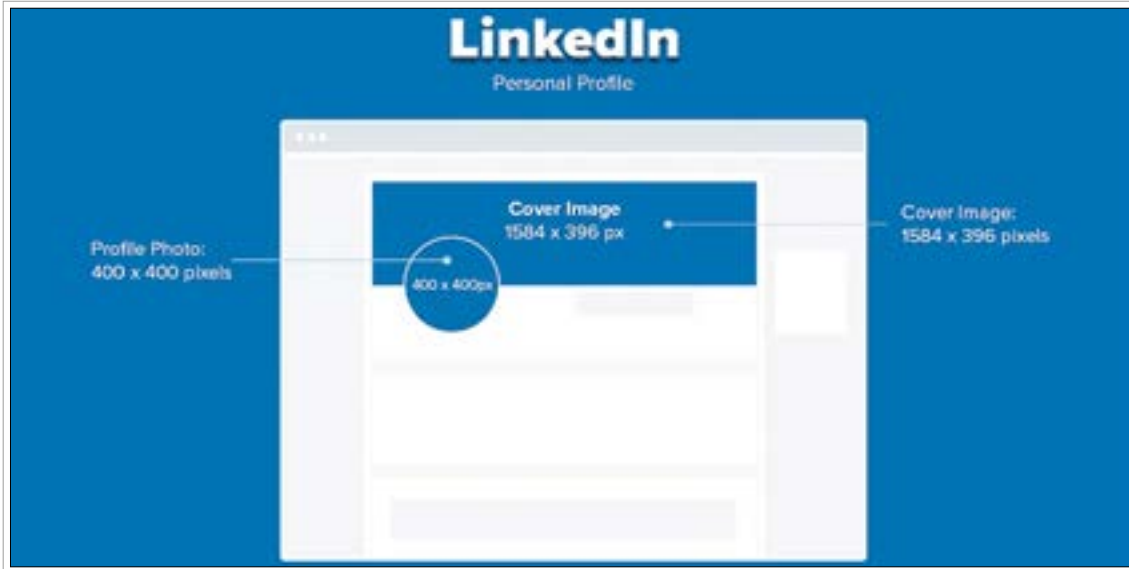 LinkedIn
Personal Profile
Cover Image
1584 x 396 px
Profile Photo:
400 x 400 pixels
400 x 400px
Cover Image:
1584 x 396 pixels